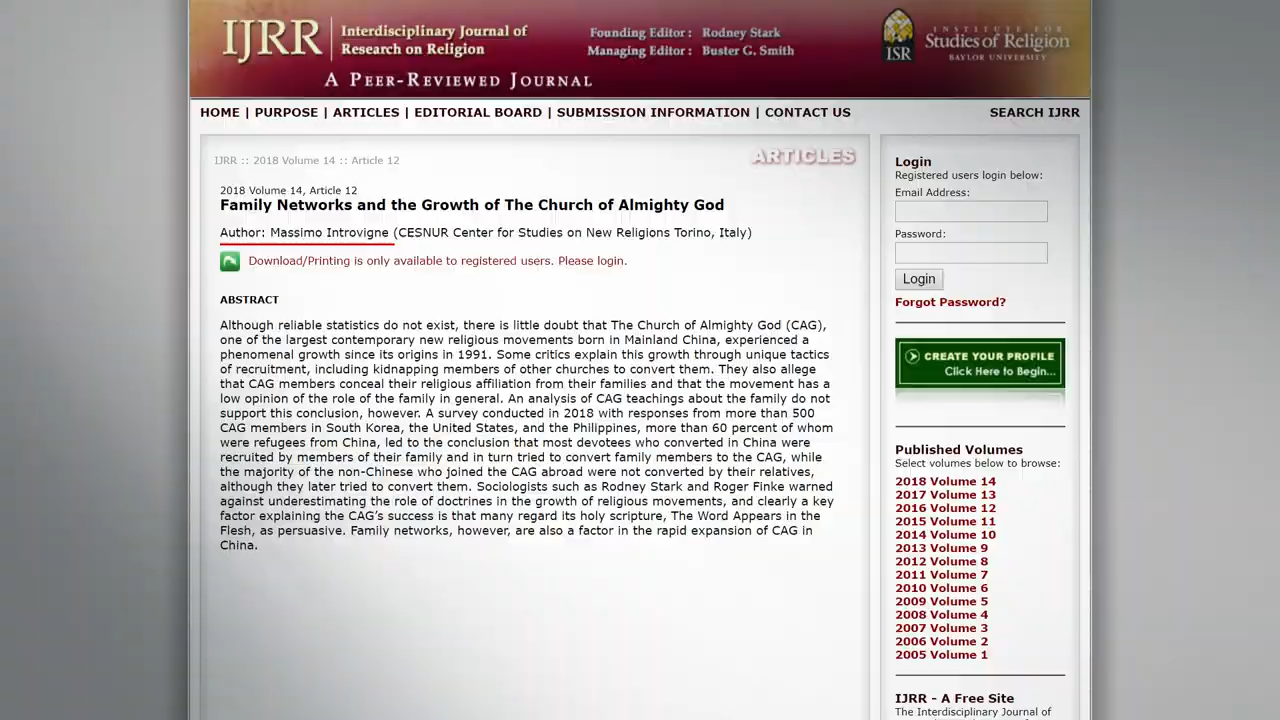 IJRR
Interdisciplinary Journal of
Research on Religion
A PEER-REVIEWED JOURNAL
Founding Editor : Rodney Stark
Managing Editor : Buster G. Smith
ISR
INSTITUTE FOR
Studies of Religion
BAYLOR UNIVERSITY
HOME | PURPOSE | ARTICLES | EDITORIAL BOARD | SUBMISSION INFORMATION | CONTACT US
SEARCH IJRR
IJRR :: 2018 Volume 14 :: Article 12
ARTICLES
2018 Volume 14, Article 12
Family Networks and the Growth of The Church of Almighty God
Author: Massimo Introvigne (CESNUR Center for Studies on New Religions Torino, Italy)
Download/Printing is only available to registered users. Please login.
ABSTRACT
Although reliable statistics do not exist, there is little doubt that The Church of Almighty God (CAG),
one of the largest contemporary new religious movements born in Mainland China, experienced a
phenomenal growth since its origins in 1991. Some critics explain this growth through unique tactics
of recruitment, including kidnapping members of other churches to convert them. They also allege
that CAG members conceal their religious affiliation from their families and that the movement has a
low opinion of the role of the family in general. An analysis of CAG teachings about the family do not
support this conclusion, however. A survey conducted in 2018 with responses from more than 500
CAG members in South Korea, the United States, and the Philippines, more than 60 percent of whom
were refugees from China, led to the conclusion that most devotees who converted in China were
recruited by members of their family and in turn tried to convert family members to the CAG, while
the majority of the non-Chinese who joined the CAG abroad were not converted by their relatives,
although they later tried to convert them. Sociologists such as Rodney Stark and Roger Finke warned
against underestimating the role of doctrines in the growth of religious movements, and clearly a key
factor explaining the CAG’s success is that many regard its holy scripture, The Word Appears in the
Flesh, as persuasive. Family networks, however, are also a factor in the rapid expansion of CAG in
China.
Login
Registered users login below:
Email Address:
Password:
Login
Forgot Password?
CREATE YOUR PROFILE
Click Here to Begin...
Published Volumes
Select volumes below to browse:
2018 Volume 14
2017 Volume 13
2016 Volume 12
2015 Volume 11
2014 Volume 10
2013 Volume 9
2012 Volume 8
2011 Volume 7
2010 Volume 6
2009 Volume 5
2008 Volume 4
2007 Volume 3
2006 Volume 2
2005 Volume 1
IJRR - A Free Site
The Interdisciplinary Journal of